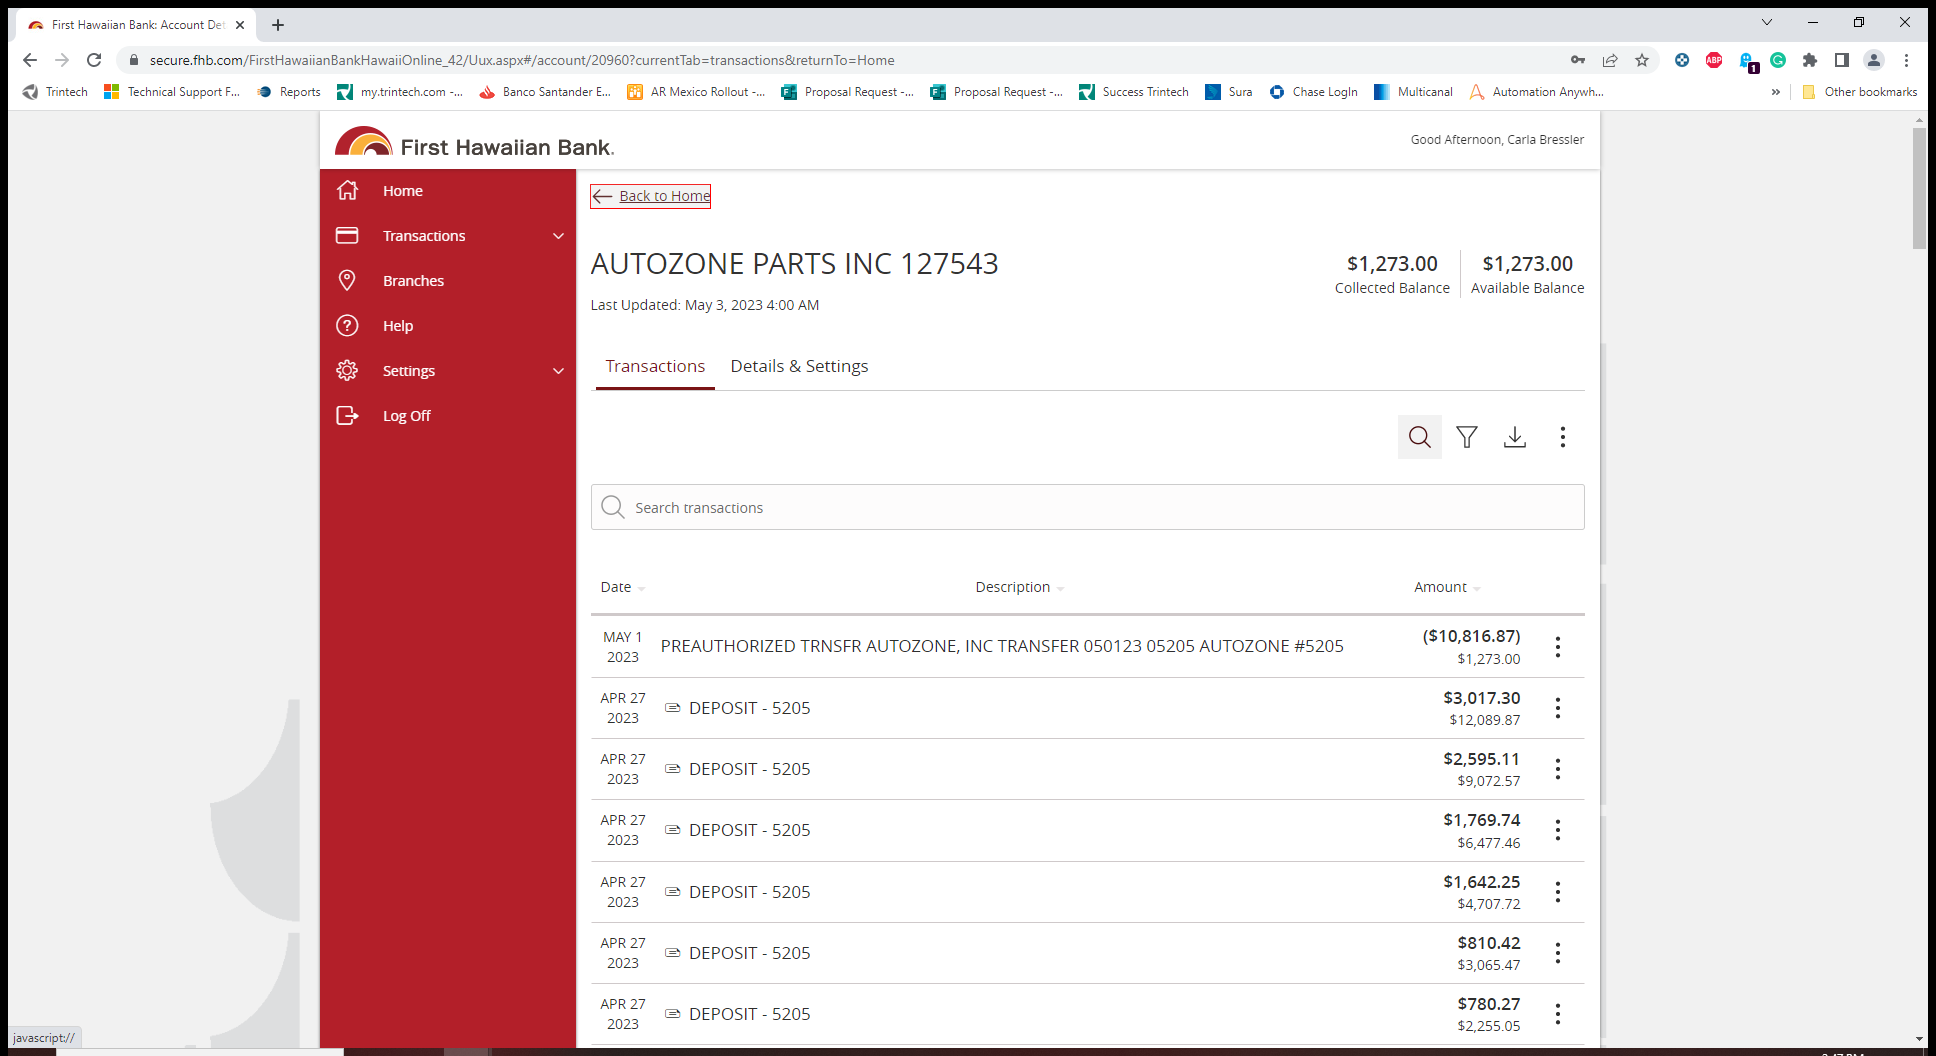 First Hawaiian Bank: Account Det
secure.fhb.com/FirstHawaiianBankHawaiiOnline_42/Uux.aspx#/account/20960?currentTab=transactions&returnTo=Home
ABP
1
Trintech
Technical Support F...
Reports
my.trintech.com -...
Banco Santander E...
AR Mexico Rollout -...
Proposal Request -...
Proposal Request -...
Success Trintech
Sura
Chase LogIn
Multicanal
Automation Anywh...
»
Other bookmarks
First Hawaiian Bank.
Good Afternoon, Carla Bressler
Home
Transactions
Branches
Help
Settings
Log Off
Back to Home
AUTOZONE PARTS INC 127543
Last Updated: May 3, 2023 4:00 AM
$1,273.00
Collected Balance
$1,273.00
Available Balance
Transactions
Details & Settings
Search transactions
Date
Description
Amount
MAY 1
2023
PREAUTHORIZED TRNSFR AUTOZONE, INC TRANSFER 050123 05205 AUTOZONE #5205
($10,816.87)
$1,273.00
APR 27
2023
DEPOSIT - 5205
$3,017.30
$12,089.87
APR 27
2023
DEPOSIT - 5205
$2,595.11
$9,072.57
APR 27
2023
DEPOSIT - 5205
$1,769.74
$6,477.46
APR 27
2023
DEPOSIT - 5205
$1,642.25
$4,707.72
APR 27
2023
DEPOSIT - 5205
$810.42
$3,065.47
APR 27
2023
DEPOSIT - 5205
$780.27
$2,255.05
javascript://